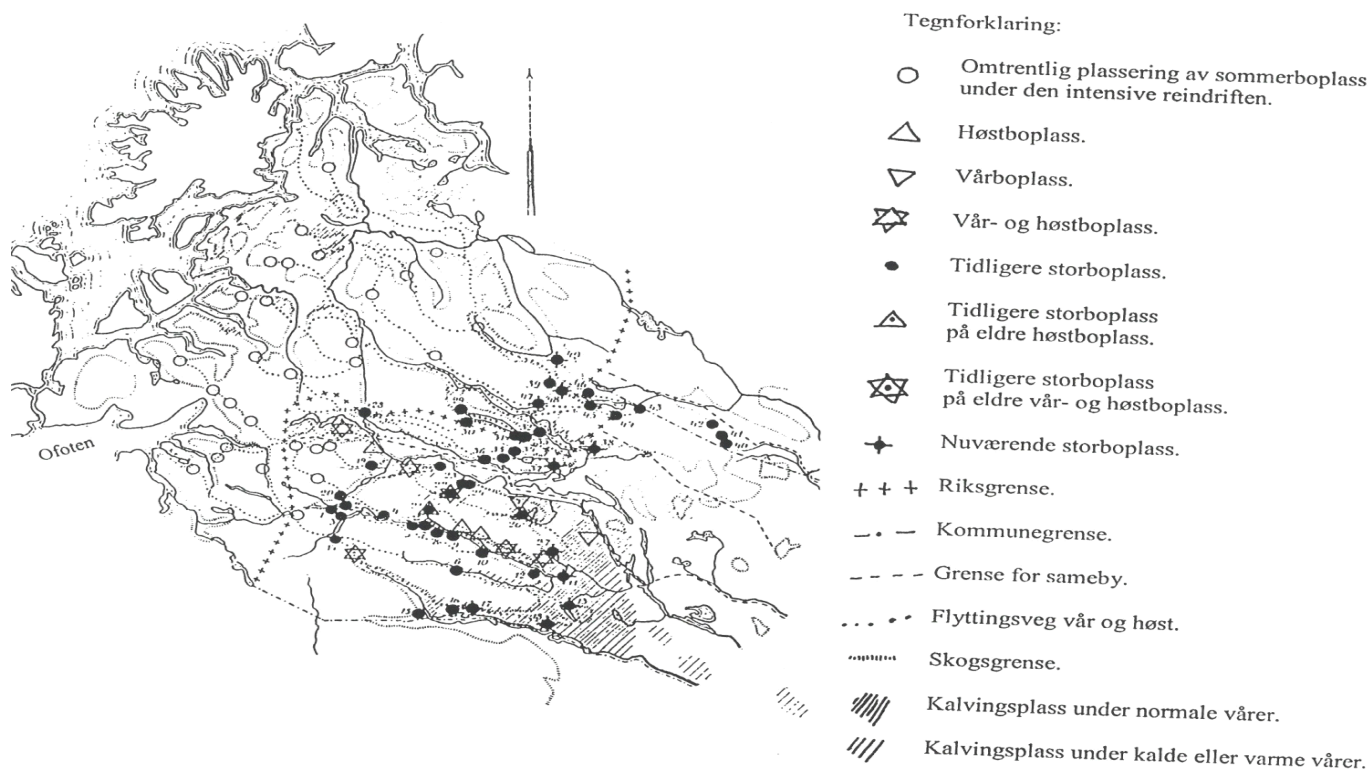 Tegnforklaring:
Omtrentlig plassering av sommerboplass
under den intensive reindriften.
Høstboplass.
Vårboplass.
Vår- og høstboplass.
Tidligere storboplass.
Tidligere storboplass
på eldre høstboplass.
Tidligere storboplass
på eldre vår- og høstboplass.
Nuværende storboplass.
Riksgrense.
Kommunegrense.
Grense for sameby.
Flyttingsveg vår og høst.
Skogsgrense.
Kalvingsplass under normale vårer.
Kalvingsplass under kalde eller varme vårer.
Ofoten